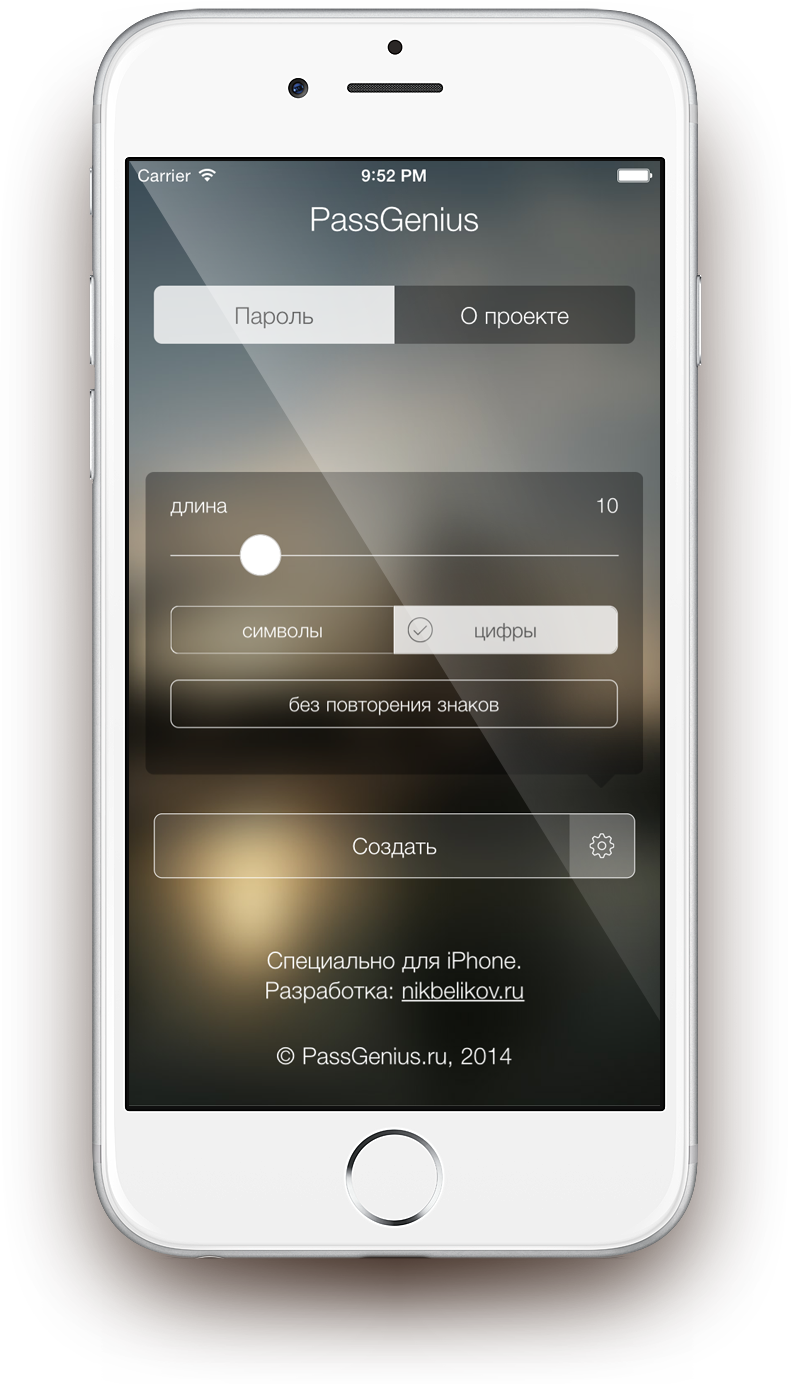 Carrier 9:52 PM
PassGenius
Пароль О проекте
длина 10
символы цифры
без повторения знаков
Создать
Специально для iPhone.
Разработка: nikbelikov.ru
© PassGenius.ru, 2014